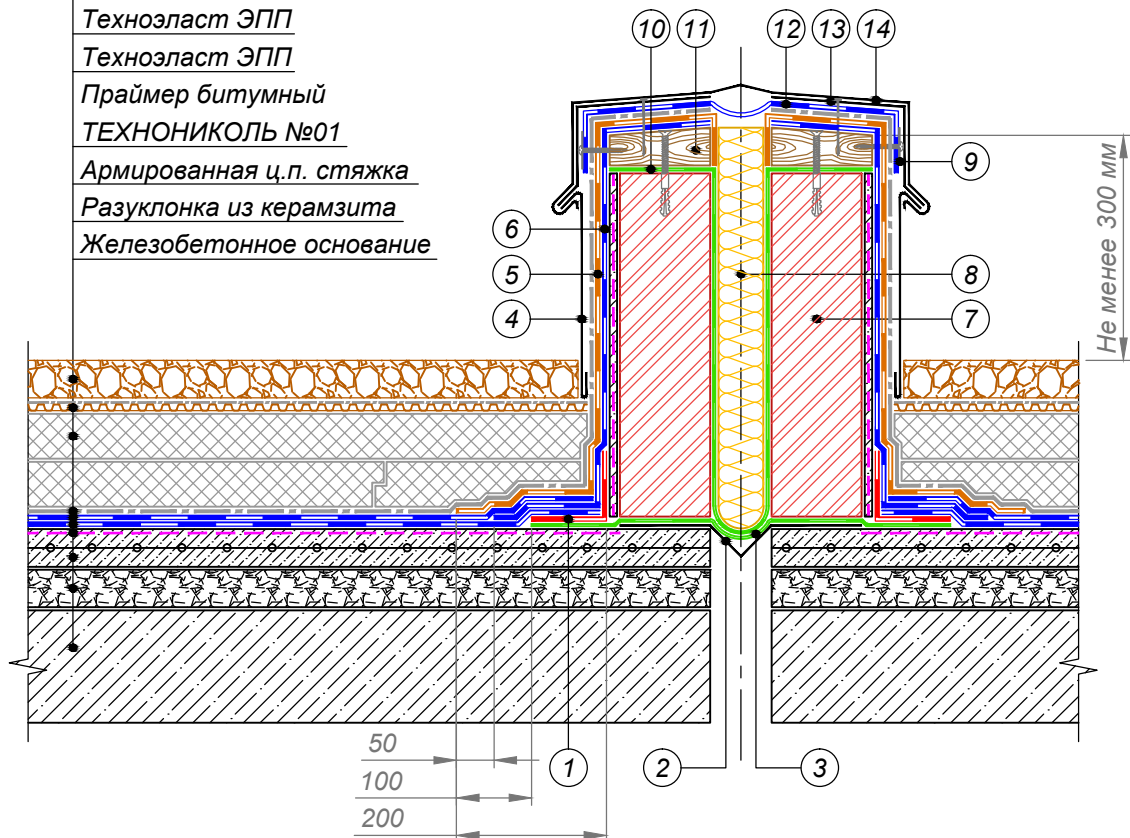 Техноэласт ЭПП
Техноэласт ЭПП
Праймер битумный
ТЕХНОНИКОЛЬ №01
Армированная ц.п. стяжка
Разуклонка из керамзита
Железобетонное основание
10
11
12
13
14
9
6
5
8
4
7
Не менее 300 мм
50
100
200
1
2
3